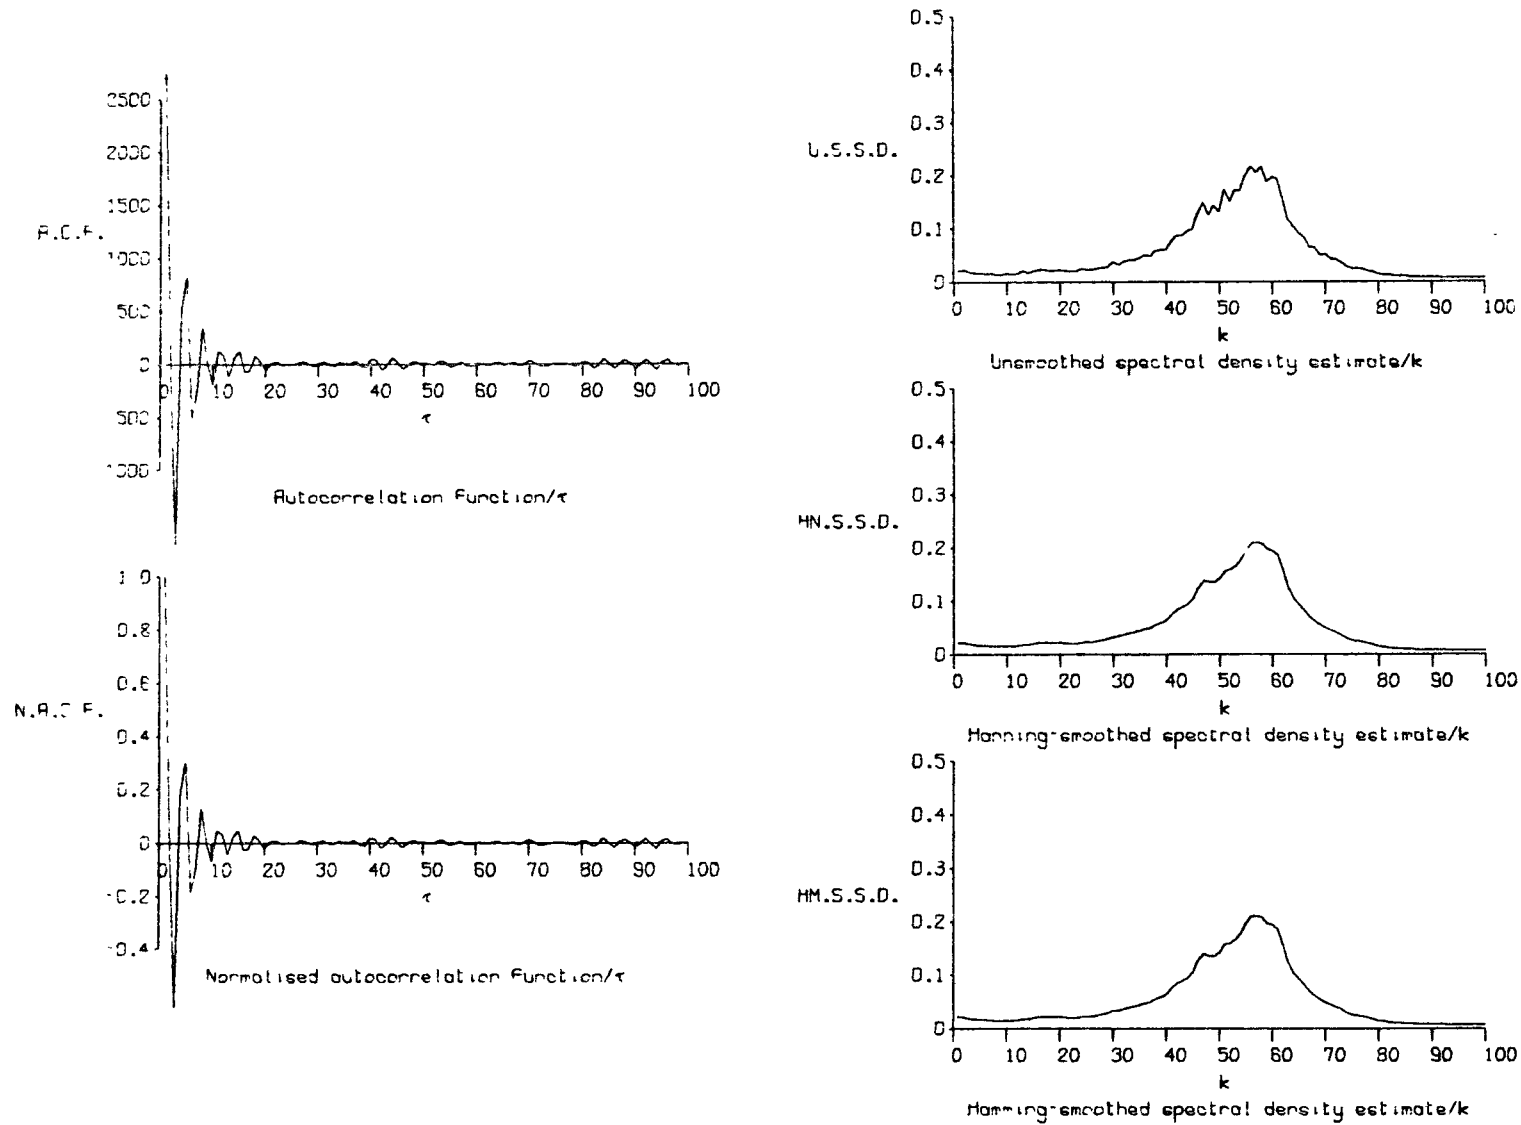 2500
2000
1500
A.C.F.
1000
500
0
0 10 20 30 40 50 60 70 80 90 100
500
τ
1000
Autocorrelation function/τ
1.0
0.8
0.6
N.A.C.F.
0.4
0.2
0
0 10 20 30 40 50 60 70 80 90 100
-0.2
τ
-0.4
Normalised autocorrelation function/τ
0.5
0.4
0.3
U.S.S.D.
0.2
0.1
0
0 10 20 30 40 50 60 70 80 90 100
k
Unsmoothed spectral density estimate/k
0.5
0.4
0.3
HN.S.S.D.
0.2
0.1
0
0 10 20 30 40 50 60 70 80 90 100
k
Hanning-smoothed spectral density estimate/k
0.5
0.4
0.3
HM.S.S.D.
0.2
0.1
0
0 10 20 30 40 50 60 70 80 90 100
k
Hamming-smoothed spectral density estimate/k